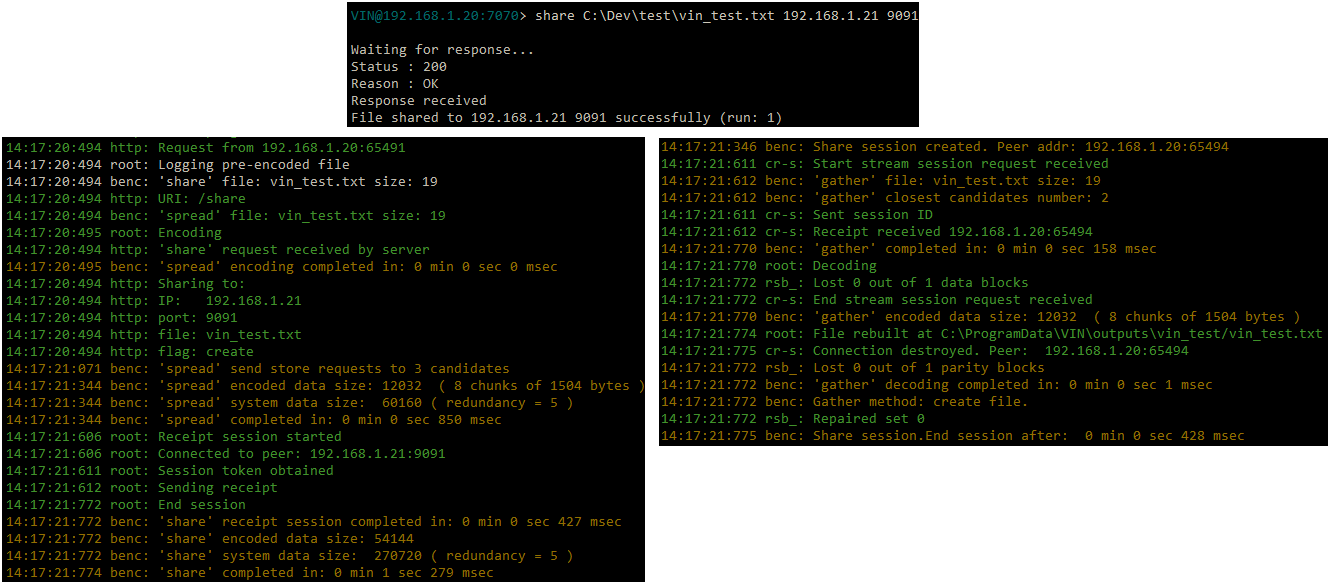 VIN@192.168.1.20:7070> share C:\Dev\test\vin_test.txt 192.168.1.21 9091
Waiting for response...
Status : 200
Reason : OK
Response received
File shared to 192.168.1.21 9091 successfully (run: 1)
14:17:20:494 http: Request from 192.168.1.20:65491
14:17:20:494 root: Logging pre-encoded file
14:17:20:494 benc: 'share' file: vin_test.txt size: 19
14:17:20:494 http: URI: /share
14:17:20:494 benc: 'spread' file: vin_test.txt size: 19
14:17:20:495 root: Encoding
14:17:20:494 http: 'share' request received by server
14:17:20:495 benc: 'spread' encoding completed in: 0 min 0 sec 0 msec
14:17:20:494 http: Sharing to:
14:17:20:494 http: IP:   192.168.1.21
14:17:20:494 http: port: 9091
14:17:20:494 http: file: vin_test.txt
14:17:20:494 http: flag: create
14:17:21:071 benc: 'spread' send store requests to 3 candidates
14:17:21:344 benc: 'spread' encoded data size: 12032  ( 8 chunks of 1504 bytes )
14:17:21:344 benc: 'spread' system data size:  60160 ( redundancy = 5 )
14:17:21:344 benc: 'spread' completed in: 0 min 0 sec 850 msec
14:17:21:606 root: Receipt session started
14:17:21:606 root: Connected to peer: 192.168.1.21:9091
14:17:21:611 root: Session token obtained
14:17:21:612 root: Sending receipt
14:17:21:772 root: End session
14:17:21:772 benc: 'share' receipt session completed in: 0 min 0 sec 427 msec
14:17:21:772 benc: 'share' encoded data size: 54144
14:17:21:772 benc: 'share' system data size:  270720 ( redundancy = 5 )
14:17:21:774 benc: 'share' completed in: 0 min 1 sec 279 msec
14:17:21:346 benc: Share session created. Peer addr: 192.168.1.20:65494
14:17:21:611 cr-s: Start stream session request received
14:17:21:612 benc: 'gather' file: vin_test.txt size: 19
14:17:21:612 benc: 'gather' closest candidates number: 2
14:17:21:611 cr-s: Sent session ID
14:17:21:612 cr-s: Receipt received 192.168.1.20:65494
14:17:21:770 benc: 'gather' completed in: 0 min 0 sec 158 msec
14:17:21:770 root: Decoding
14:17:21:772 rsb_: Lost 0 out of 1 data blocks
14:17:21:772 cr-s: End stream session request received
14:17:21:770 benc: 'gather' encoded data size: 12032  ( 8 chunks of 1504 bytes )
14:17:21:774 root: File rebuilt at C:\ProgramData\VIN\outputs\vin_test/vin_test.txt
14:17:21:775 cr-s: Connection destroyed. Peer:  192.168.1.20:65494
14:17:21:772 rsb_: Lost 0 out of 1 parity blocks
14:17:21:772 benc: 'gather' decoding completed in: 0 min 0 sec 1 msec
14:17:21:772 benc: Gather method: create file.
14:17:21:772 rsb_: Repaired set 0
14:17:21:775 benc: Share session.End session after:  0 min 0 sec 428 msec